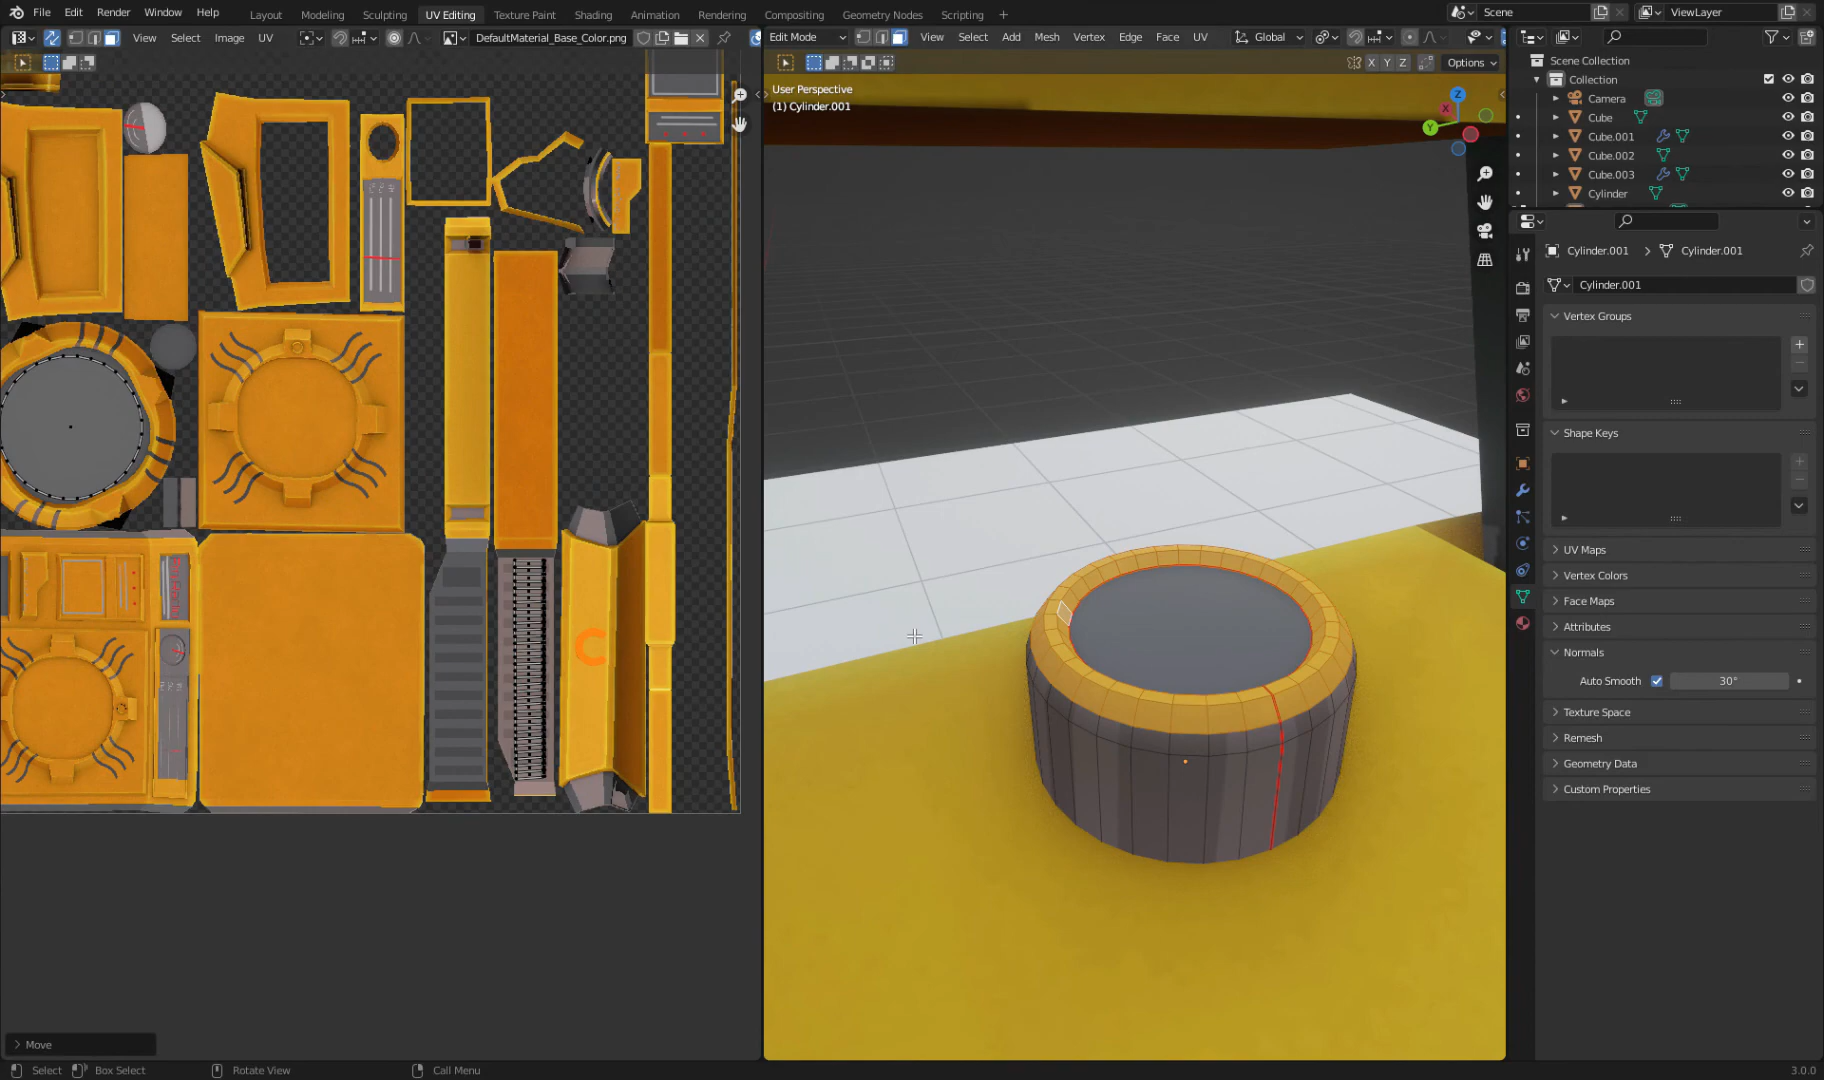 File Edit Render Window Help Layout Modeling Sculpting UV Editing Texture Paint Shading Animation Rendering Compositing Geometry Nodes Scripting + Scene ViewLayer
View Select Image UV DefaultMaterial_Base_Color.png Edit Mode View Select Add Mesh Vertex Edge Face UV Global
X Y Z Options
User Perspective
(1) Cylinder.001
Z
X
Y
Scene Collection
Collection
Camera
Cube
Cube.001
Cube.002
Cube.003
Cylinder
Cylinder.001 > Cylinder.001
Cylinder.001
Vertex Groups
Shape Keys
UV Maps
Vertex Colors
Face Maps
Attributes
Normals
Auto Smooth 30°
Texture Space
Remesh
Geometry Data
Custom Properties
Move
Select Box Select Rotate View Call Menu 3.0.0